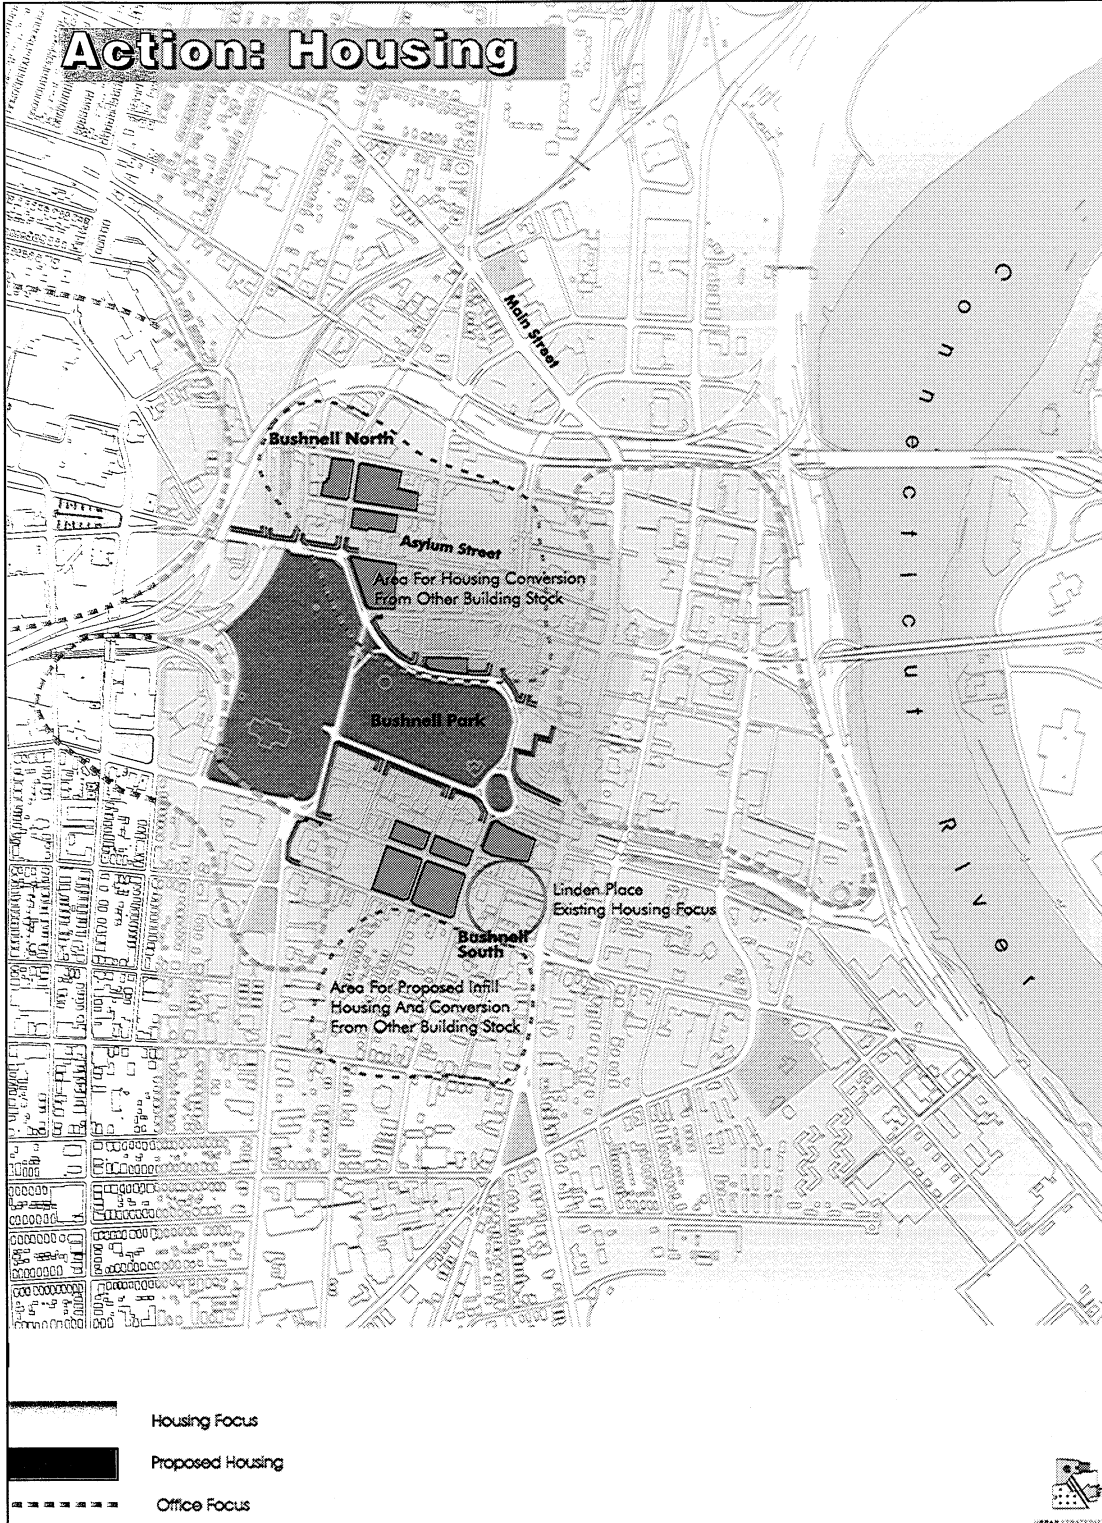 Action: Housing
Connecticut River
Main Street
Bushnell North
Asylum Street
Area For Housing Conversion
From Other Building Stock
Bushnell Park
Linden Place
Existing Housing Focus
Bushnell
South
Area For Proposed Infill
Housing And Conversion
From Other Building Stock
Housing Focus
Proposed Housing
Office Focus